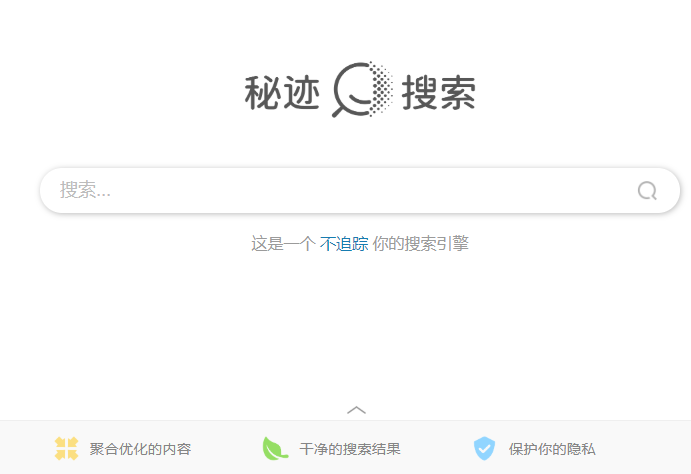 秘迹搜索
搜索...
这是一个 不追踪 你的搜索引擎
聚合优化的内容
干净的搜索结果
保护你的隐私